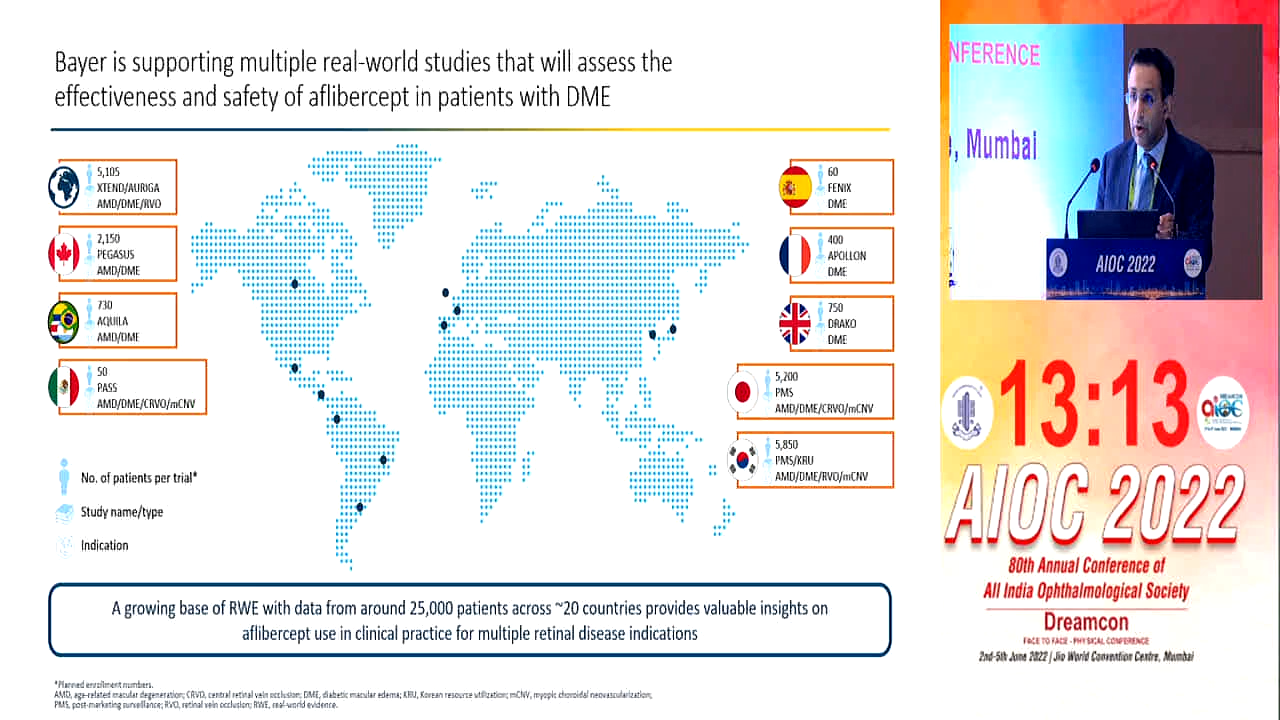 Bayer is supporting multiple real-world studies that will assess the
effectiveness and safety of aflibercept in patients with DME
5,105
XTEND/AURIGA
AMD/DME/RVO
2,150
PEGASUS
AMD/DME
730
AQUILA
AMD/DME
50
PASS
AMD/DME/CRVO/mCNV
No. of patients per trial*
Study name/type
Indication
60
FENIX
DME
400
APOLLON
DME
750
DRAKO
DME
5,200
PMS
AMD/DME/CRVO/mCNV
5,850
PMS/KRU
AMD/DME/RVO/mCNV
A growing base of RWE with data from around 25,000 patients across ~20 countries provides valuable insights on
aflibercept use in clinical practice for multiple retinal disease indications
*Planned enrollment numbers.
AMD, age-related macular degeneration; CRVO, central retinal vein occlusion; DME, diabetic macular edema; KRU, Korean resource utilization; mCNV, myopic choroidal neovascularization;
PMS, post-marketing surveillance; RVO, retinal vein occlusion; RWE, real-world evidence.
NFERENCE
, Mumbai
AIOC 2022
13:13
AIOC 2022
80th Annual Conference of
All India Ophthalmological Society
Dreamcon
FACE TO FACE - PHYSICAL CONFERENCE
2nd-5th June 2022 | Jio World Convention Centre, Mumbai